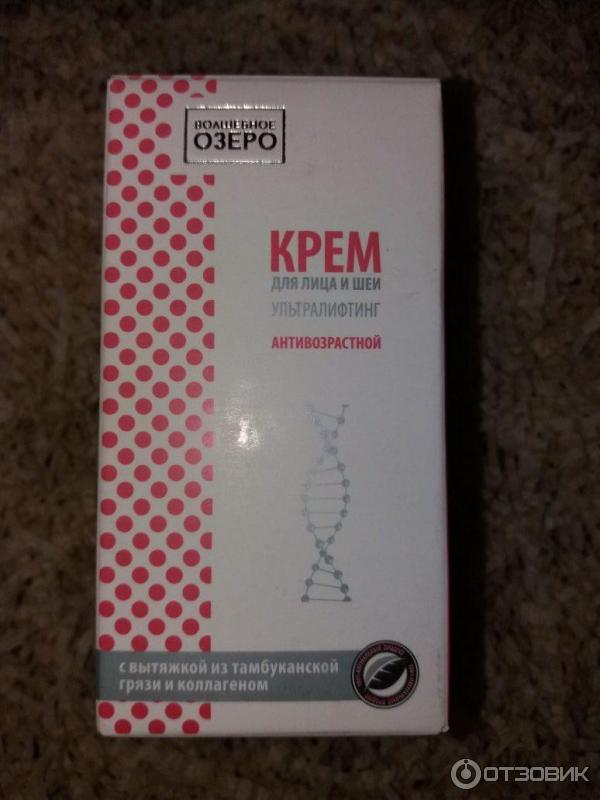 ВОЛШЕБНОЕ
ОЗЕРО
КРЕМ
ДЛЯ ЛИЦА И ШЕИ
УЛЬТРАЛИФТИНГ
АНТИВОЗРАСТНОЙ
с вытяжкой из тамбуканской
грязи и коллагеном
ОТЗОВИК